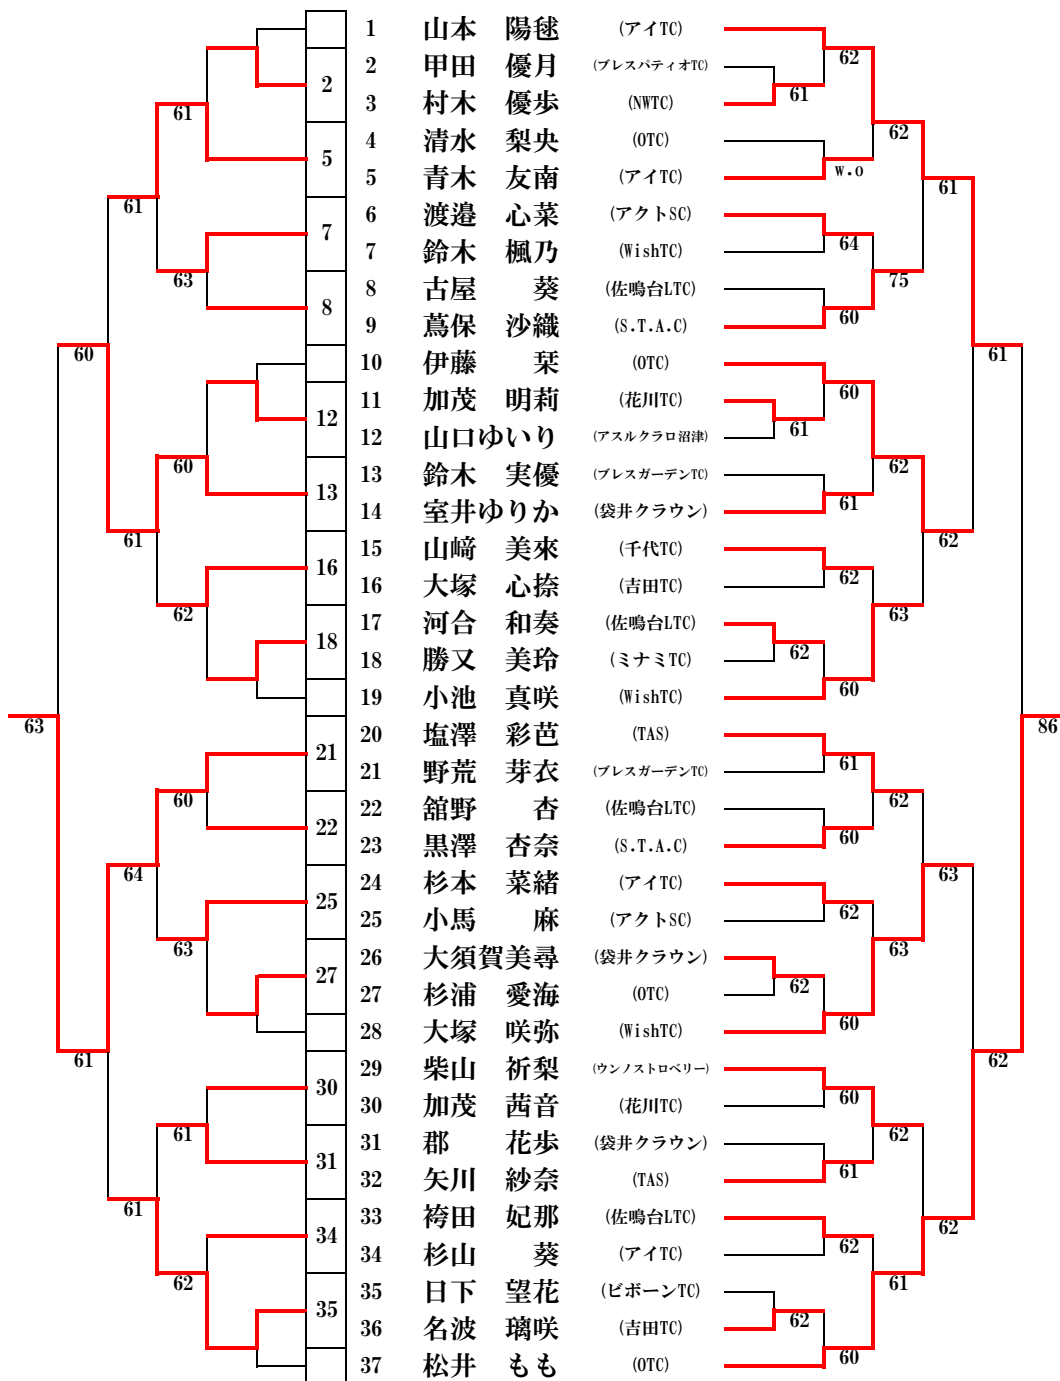 1 山本 陽毬 (アイTC)
2 甲田 優月 (ブレスパティオTC)
62
2
3 村木 優歩 (NWTC)
61
61
4 清水 梨央 (OTC)
62
5
5 青木 友南 (アイTC)
w.o
61
61
6 渡邉 心菜 (アクトSC)
7
7 鈴木 楓乃 (WishTC)
64
63
75
8 古屋 葵 (佐鳴台LTC)
8
9 蔦保 沙織 (S.T.A.C)
60
60
61
10 伊藤 栞 (OTC)
60
11 加茂 明莉 (花川TC)
12
61
12 山口ゆいり (アスルクラロ沼津)
60
62
13 鈴木 実優 (ブレスガーデンTC)
13
61
14 室井ゆりか (袋井クラウン)
61
62
15 山﨑 美來 (千代TC)
16
62
16 大塚 心捺 (吉田TC)
62
63
17 河合 和奏 (佐鳴台LTC)
18
62
18 勝又 美玲 (ミナミTC)
60
19 小池 真咲 (WishTC)
63
86
20 塩澤 彩芭 (TAS)
21
61
21 野荒 芽衣 (ブレスガーデンTC)
60
62
22 舘野 杏 (佐鳴台LTC)
22
60
23 黒澤 杏奈 (S.T.A.C)
64
63
24 杉本 菜緒 (アイTC)
25
62
25 小馬 麻 (アクトSC)
63
63
26 大須賀美尋 (袋井クラウン)
27
62
27 杉浦 愛海 (OTC)
60
28 大塚 咲弥 (WishTC)
61
62
29 柴山 祈梨 (ウンノストロベリー)
30
60
30 加茂 茜音 (花川TC)
61
62
31 郡 花歩 (袋井クラウン)
31
61
32 矢川 紗奈 (TAS)
61
62
33 袴田 妃那 (佐鳴台LTC)
34
62
34 杉山 葵 (アイTC)
62
61
35 日下 望花 (ビボーンTC)
35
62
36 名波 璃咲 (吉田TC)
60
37 松井 もも (OTC)